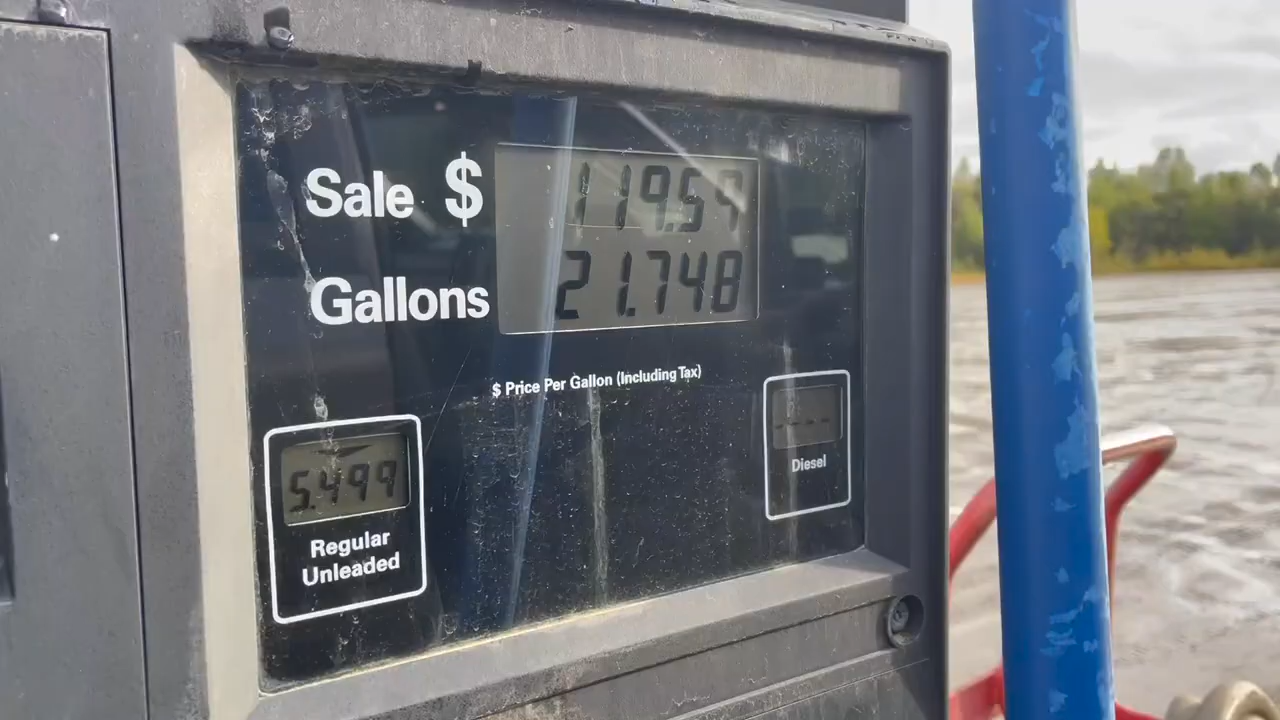 Sale $ 119.59
Gallons 21.748
$ Price Per Gallon (Including Tax)
5.499
Regular
Unleaded
----
Diesel